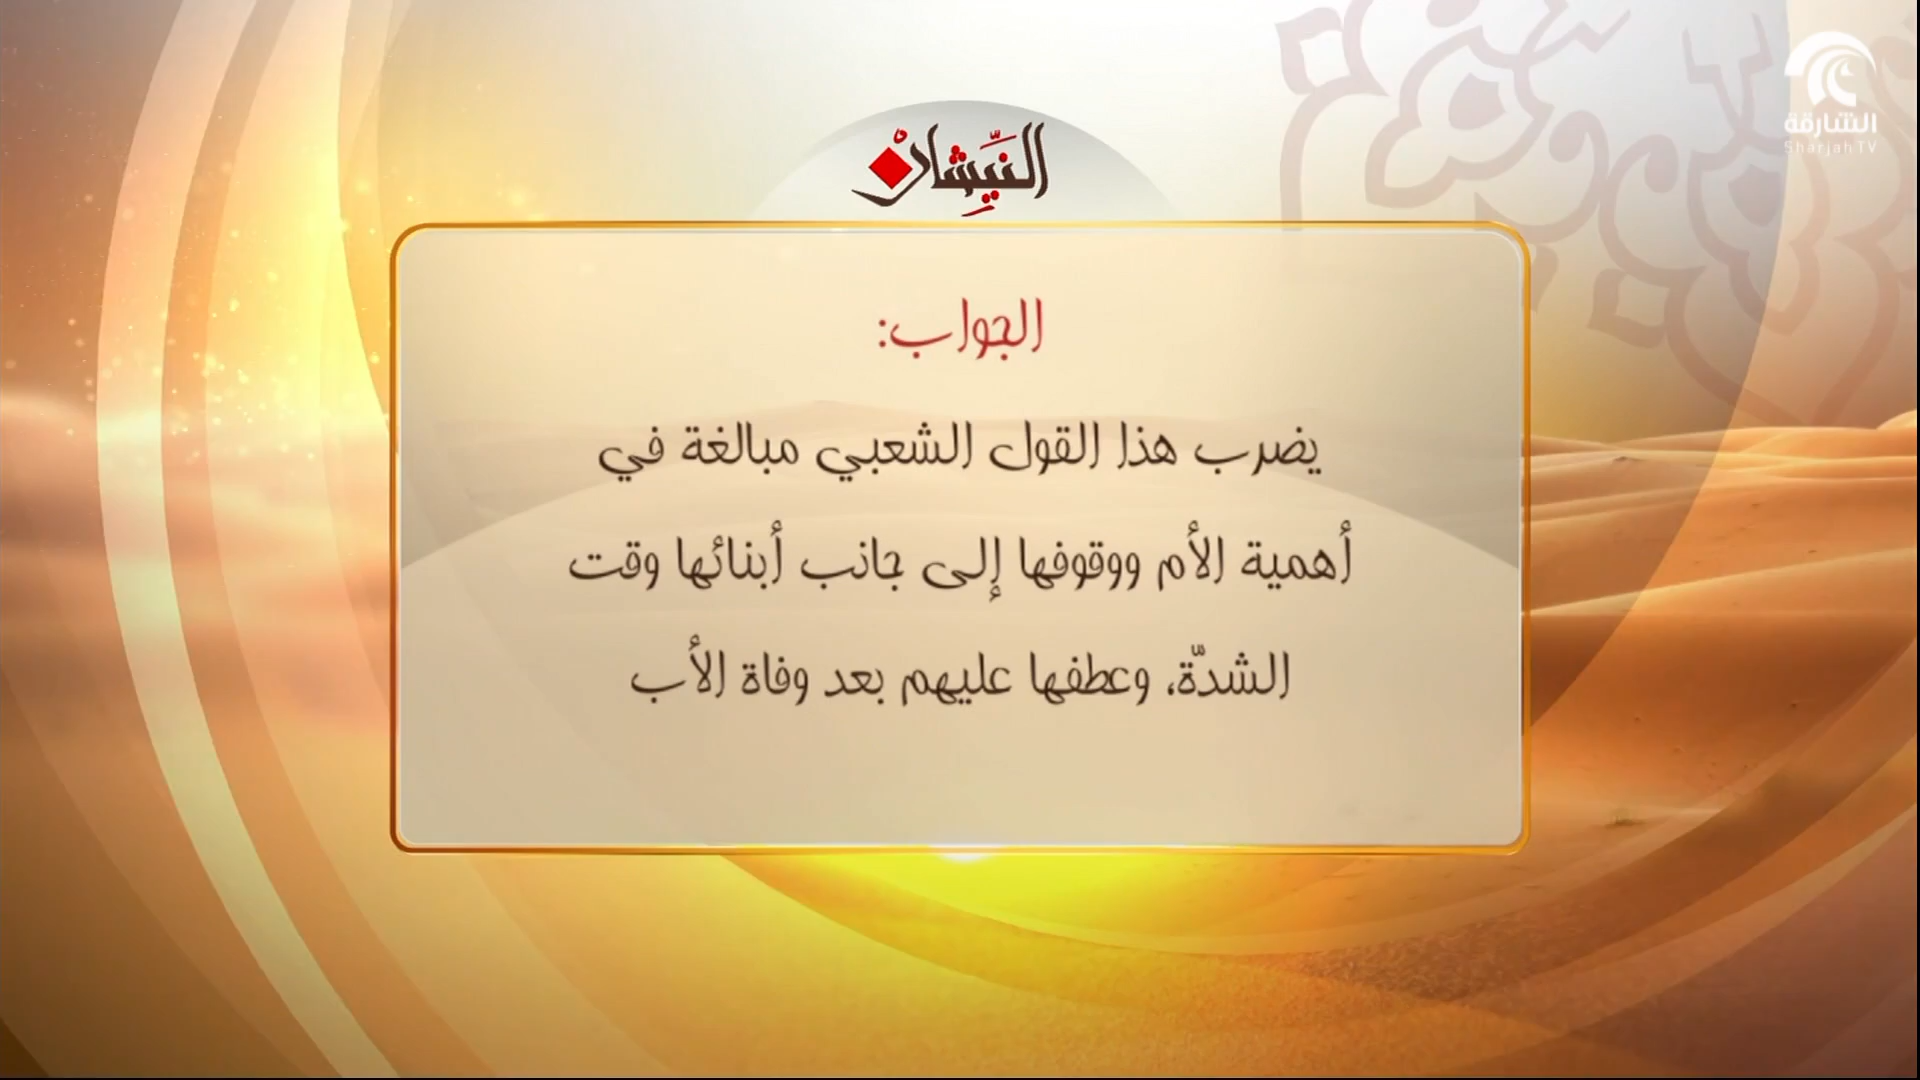 الشارقة
Sharjah TV
النيشان
الجواب:
يضرب هذا القول الشعبي مبالغة في
أهمية الأم ووقوفها إلى جانب أبنائها وقت
الشدّة، وعطفها عليهم بعد وفاة الأب